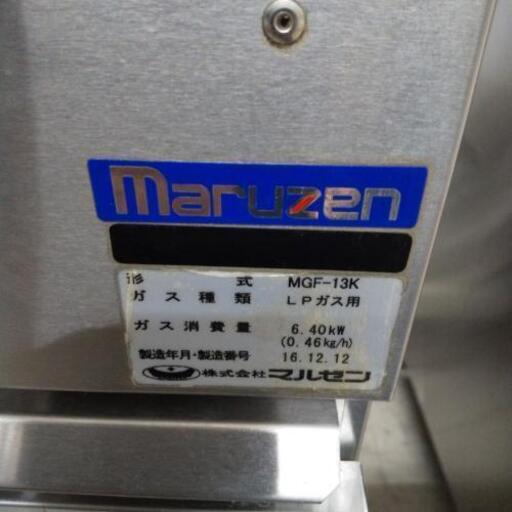 maruzen
形 式 MGF-13K
ガス種類 LPガス用
ガス消費量 6.40kW
(0.46kg/h)
製造年月・製造番号 16.12.12
株式会社マルゼン